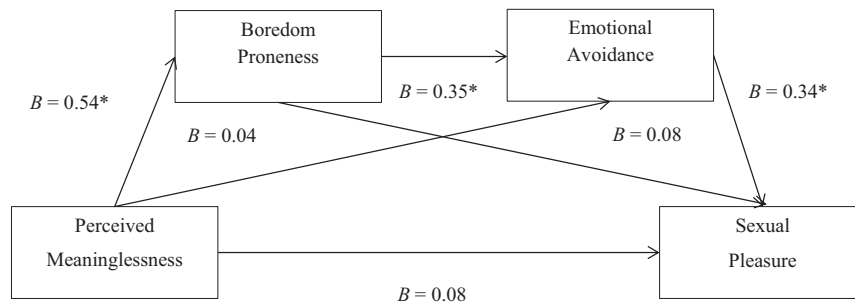 Boredom
Proneness
Emotional
Avoidance
B = 0.54*
B = 0.35*
B = 0.34*
B = 0.04
B = 0.08
Perceived
Meaninglessness
Sexual
Pleasure
B = 0.08